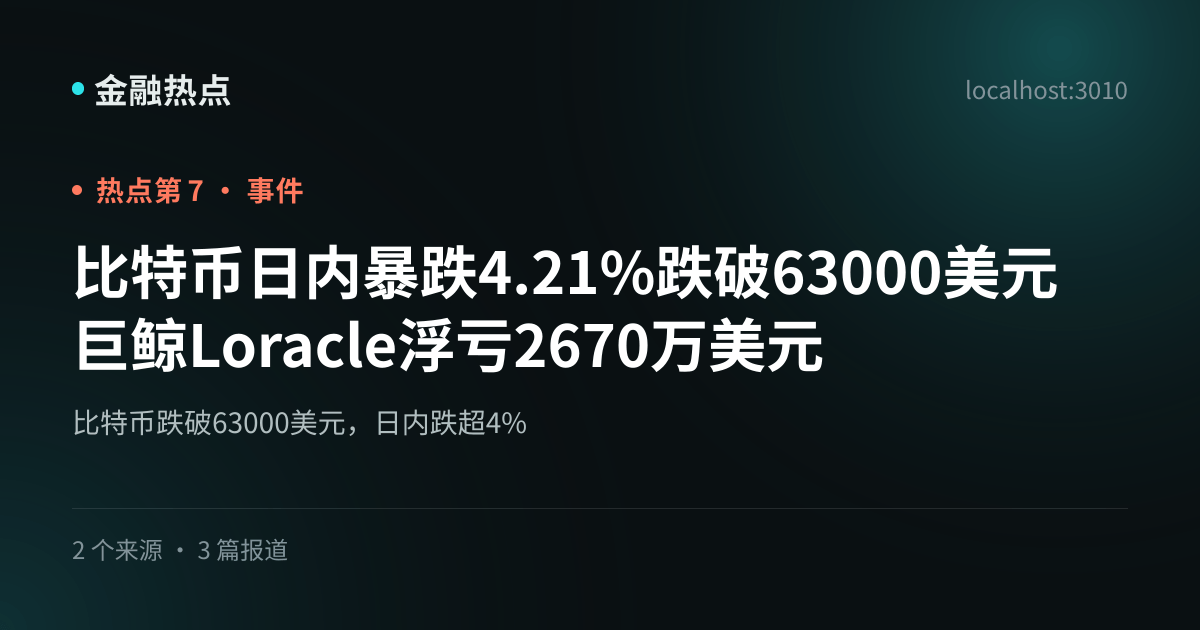 金融热点
localhost:3010
热点第 7 · 事件
比特币日内暴跌4.21%跌破63000美元
巨鲸Loracle浮亏2670万美元
比特币跌破63000美元，日内跌超4%
2 个来源 · 3 篇报道